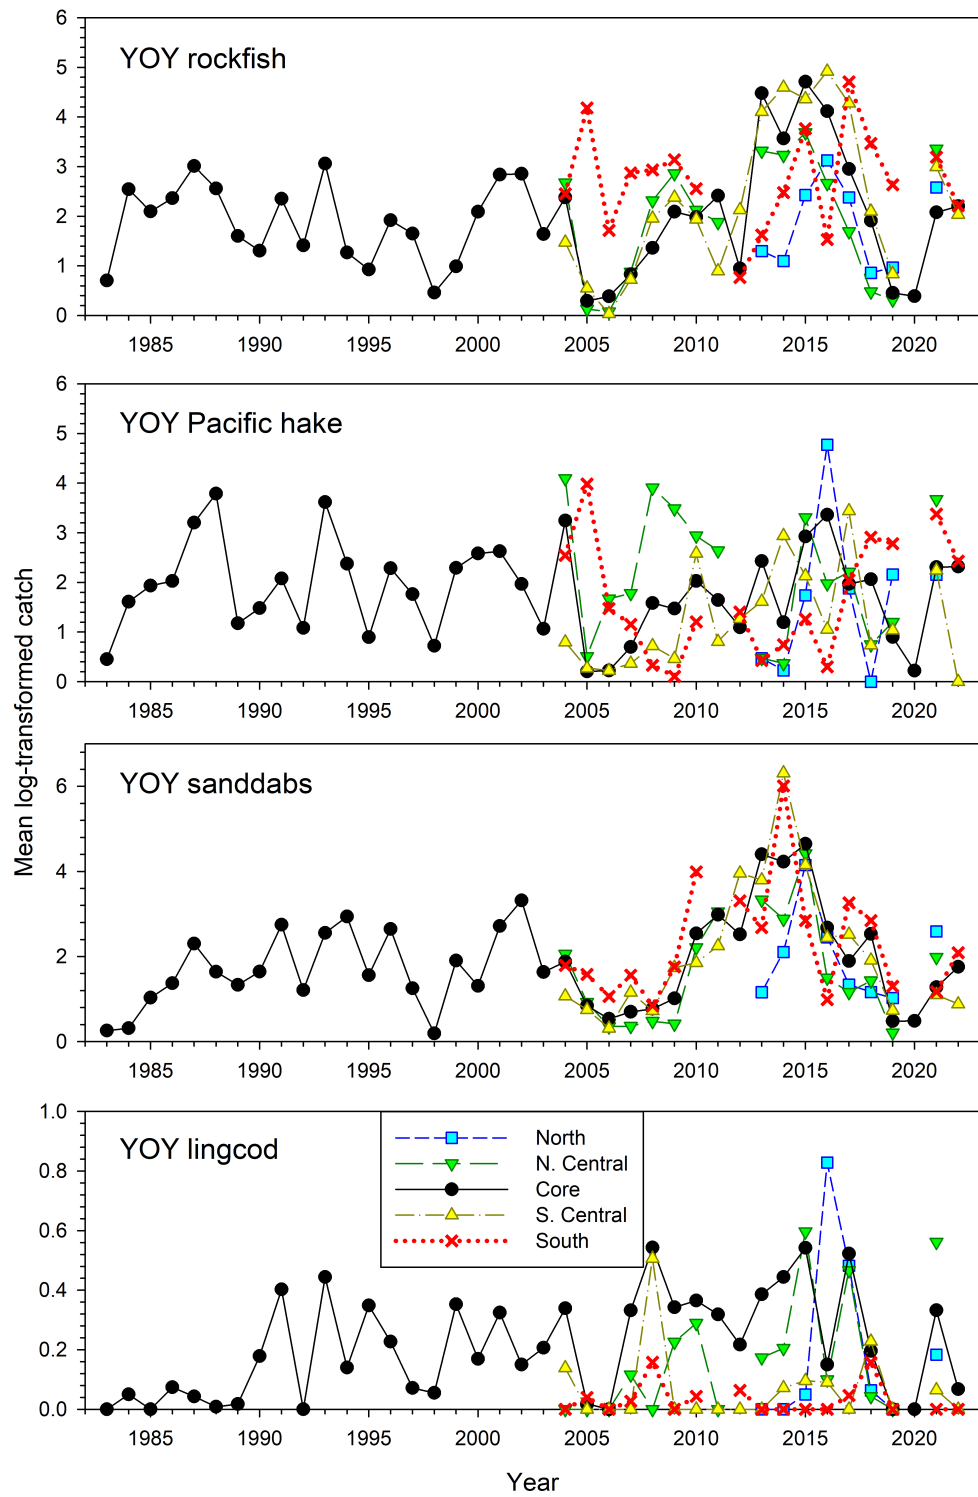 Mean log-transformed catch
6
YOY rockfish
5
4
3
2
1
0
1985 1990 1995 2000 2005 2010 2015 2020
6
YOY Pacific hake
5
4
3
2
1
0
1985 1990 1995 2000 2005 2010 2015 2020
YOY sanddabs
6
4
2
0
1985 1990 1995 2000 2005 2010 2015 2020
1.0
YOY lingcod
0.8
0.6
0.4
0.2
0.0
North
N. Central
Core
S. Central
South
1985 1990 1995 2000 2005 2010 2015 2020
Year